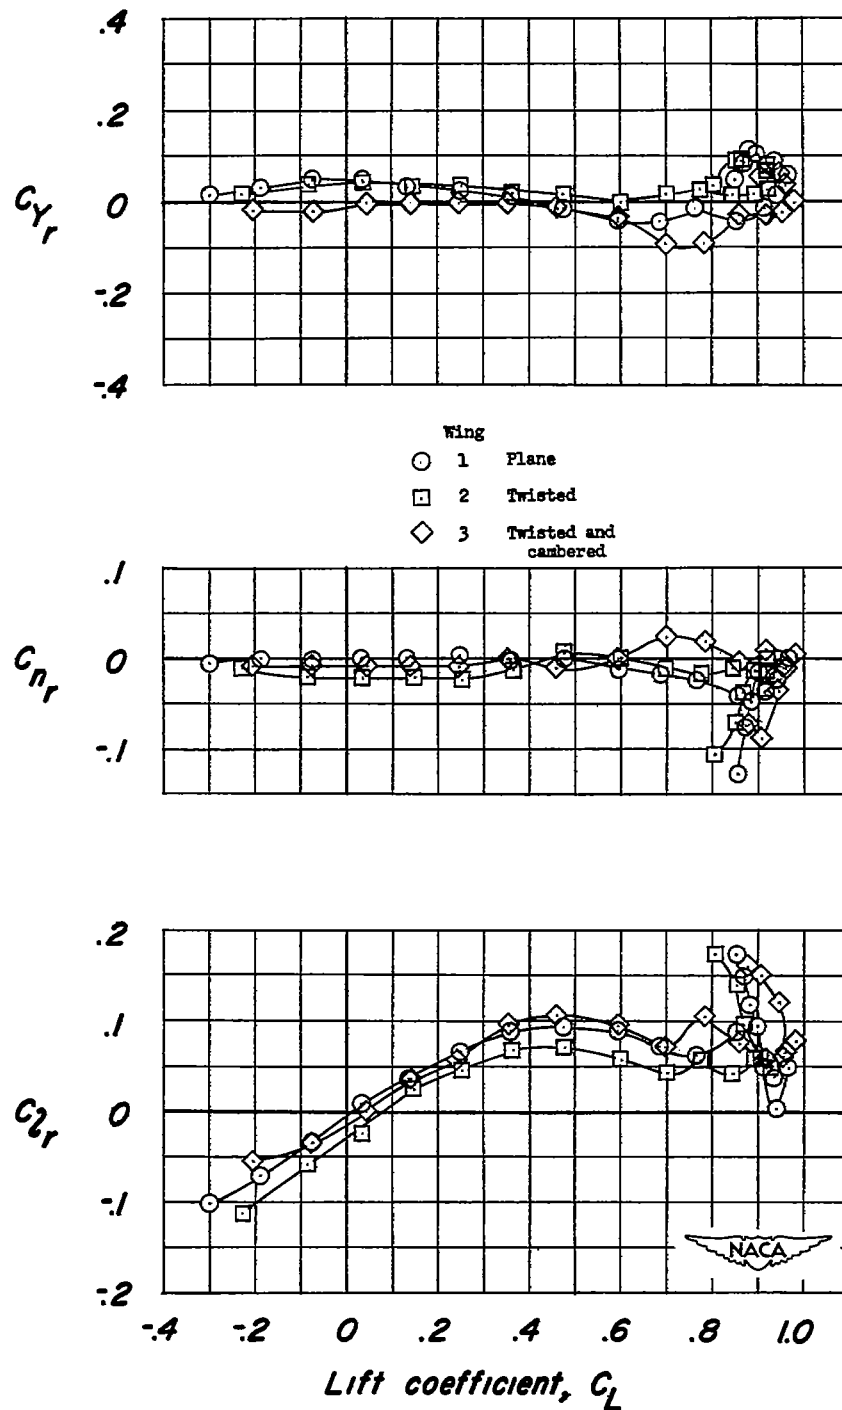 .4
.2
C_Y_r 0
-.2
-.4
Wing
1 Plane
2 Twisted
3 Twisted and
cambered
.1
C_n_r 0
-.1
.2
.1
C_l_r 0
-.1
-.2
NACA
-.4 -.2 0 .2 .4 .6 .8 1.0
Lift coefficient, C_L